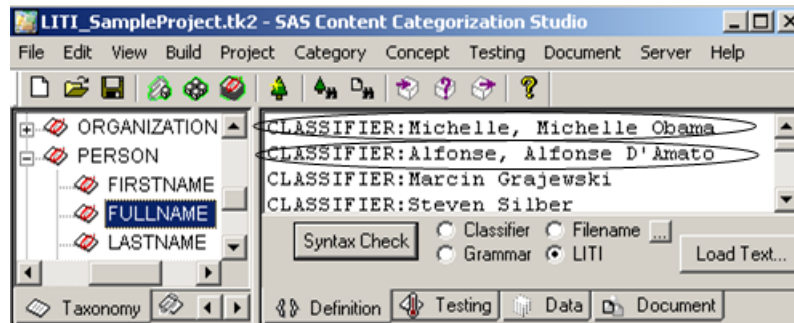 LITI_SampleProject.tk2 - SAS Content Categorization Studio
File Edit View Build Project Category Concept Testing Document Server Help
ORGANIZATION
PERSON
FIRSTNAME
FULLNAME
LASTNAME
Taxonomy
CLASSIFIER:Michelle, Michelle Obama
CLASSIFIER:Alfonse, Alfonse D'Amato
CLASSIFIER:Marcin Grajewski
CLASSIFIER:Steven Silber
Syntax Check
Classifier Filename ...
Grammar LITI
Load Text...
Definition Testing Data Document